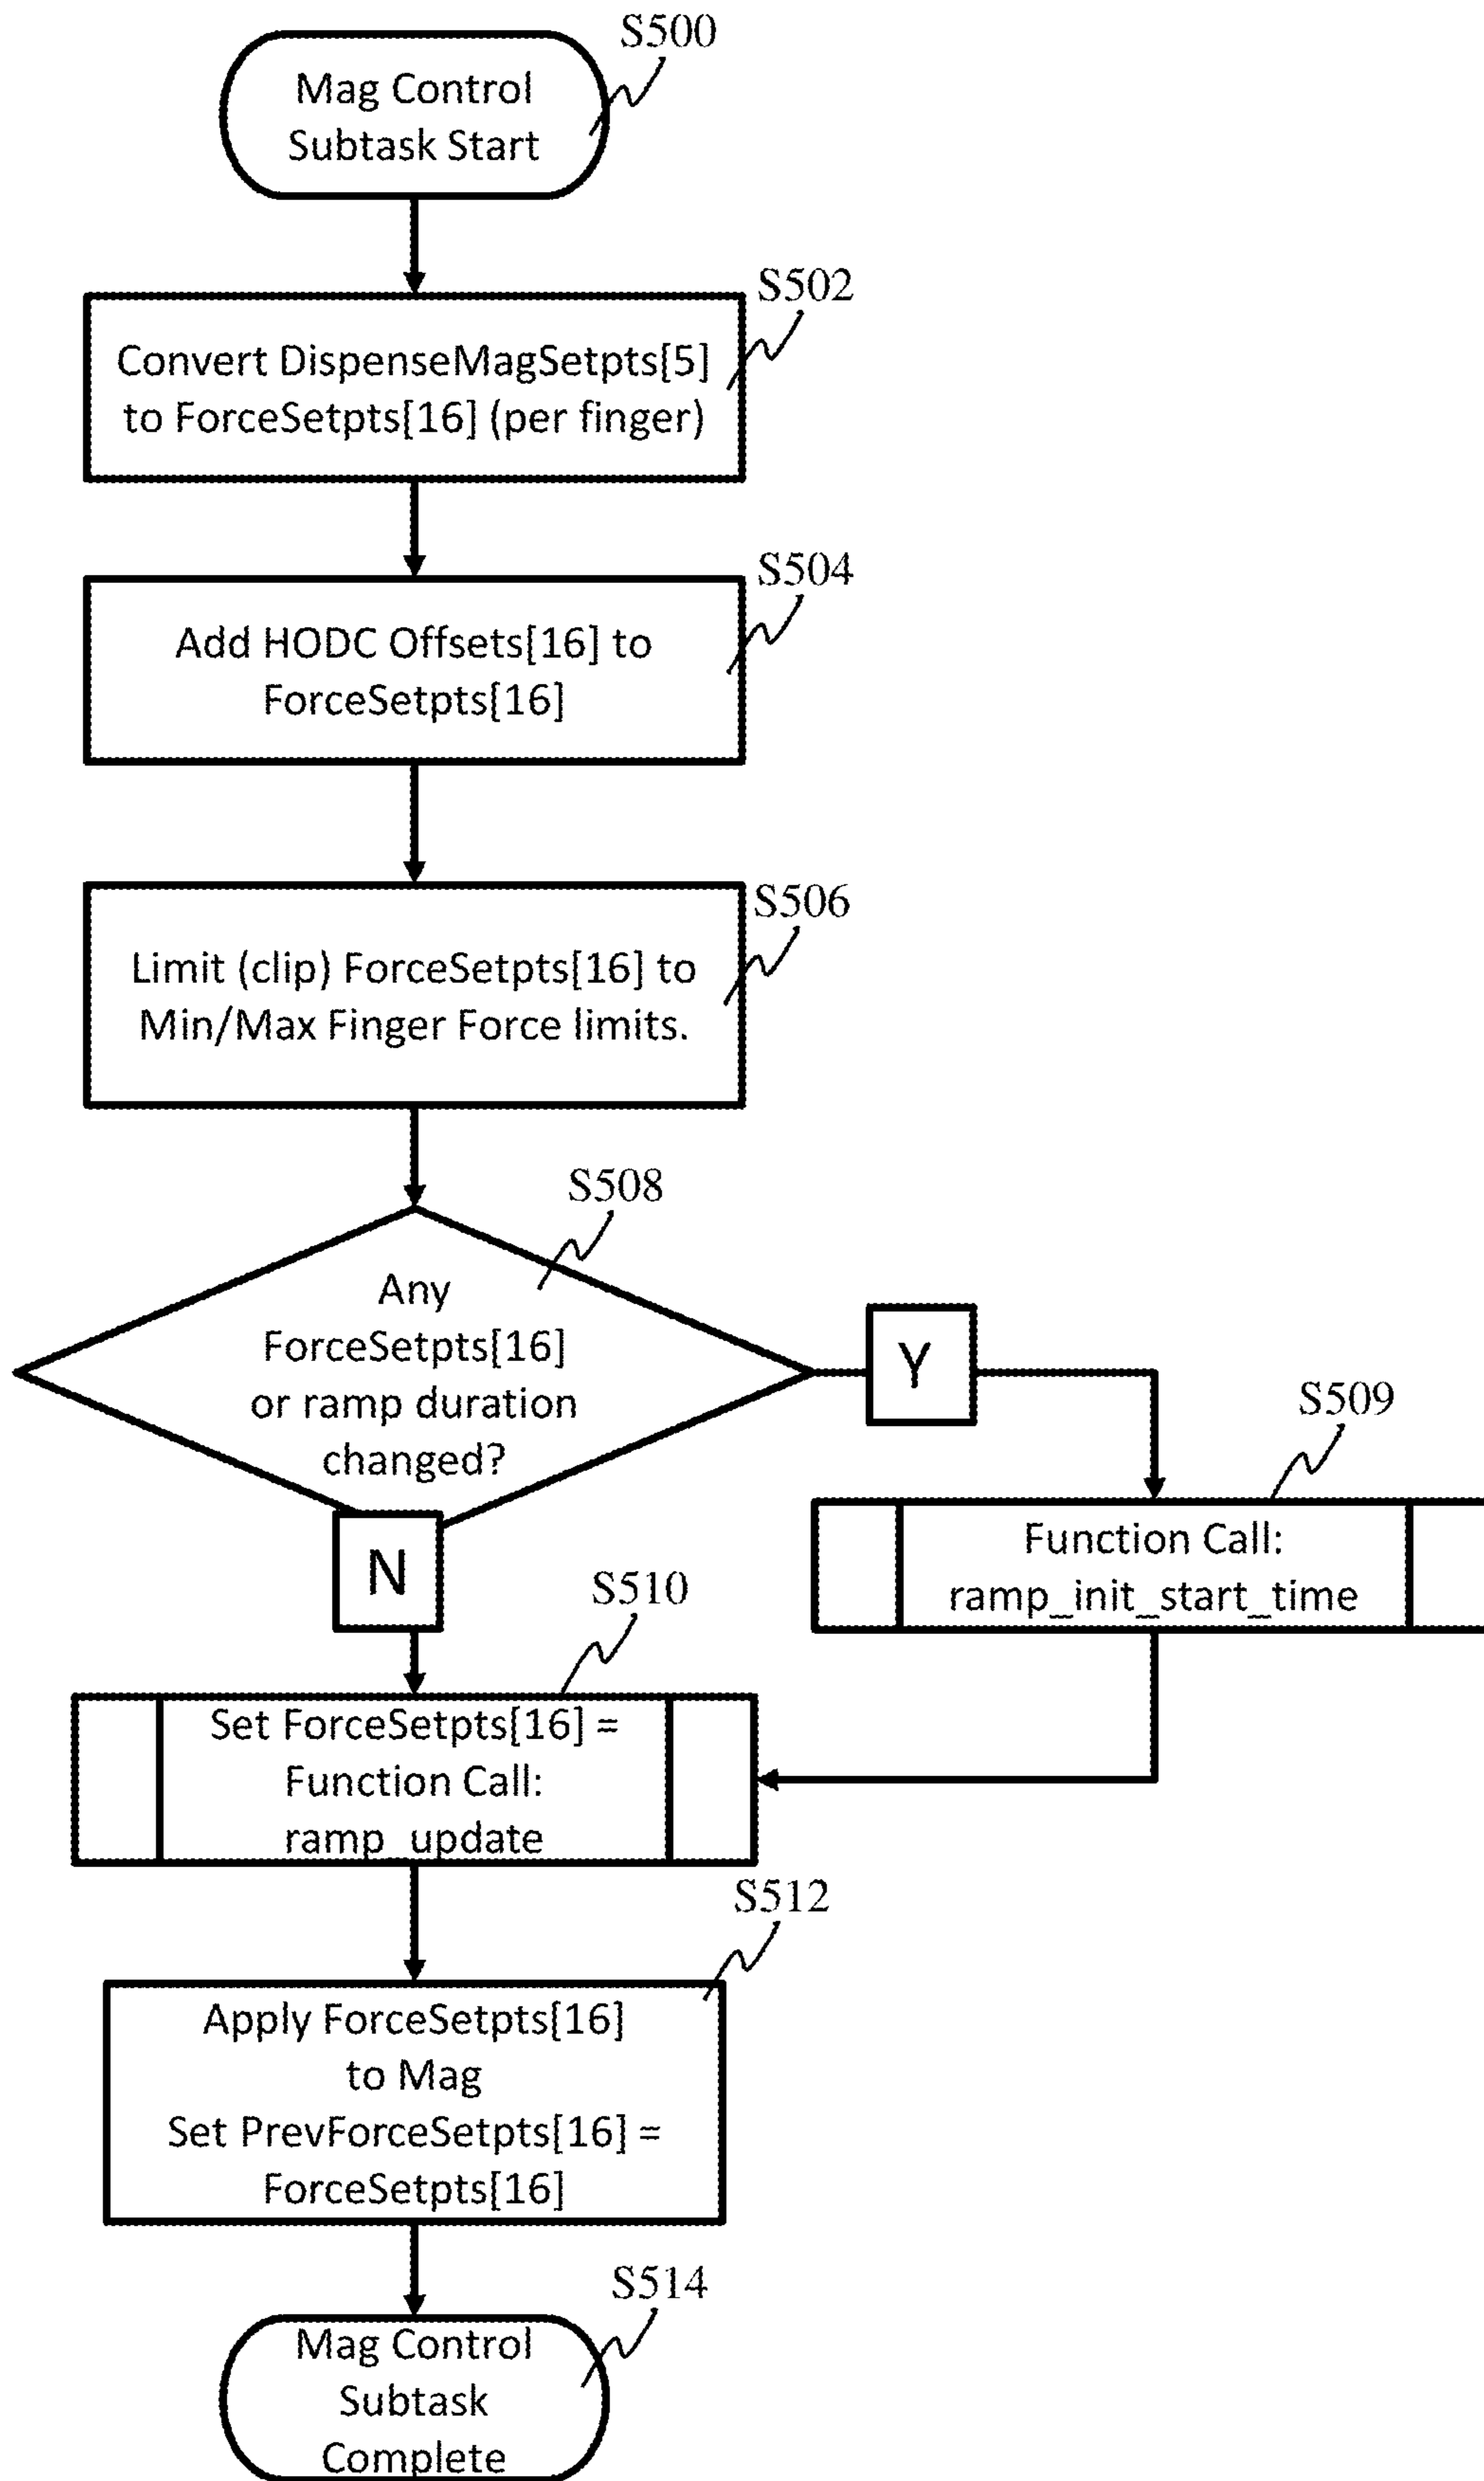 S500
Mag Control
Subtask Start
S502
Convert DispenseMagSetpts[5]
to ForceSetpts[16] (per finger)
S504
Add HODC Offsets[16] to
ForceSetpts[16]
S506
Limit (clip) ForceSetpts[16] to
Min/Max Finger Force limits.
S508
Any
ForceSetpts[16]
or ramp duration
changed?
Y
S509
Function Call:
ramp_init_start_time
N
S510
Set ForceSetpts[16] =
Function Call:
ramp_update
S512
Apply ForceSetpts[16]
to Mag
Set PrevForceSetpts[16] =
ForceSetpts[16]
S514
Mag Control
Subtask
Complete